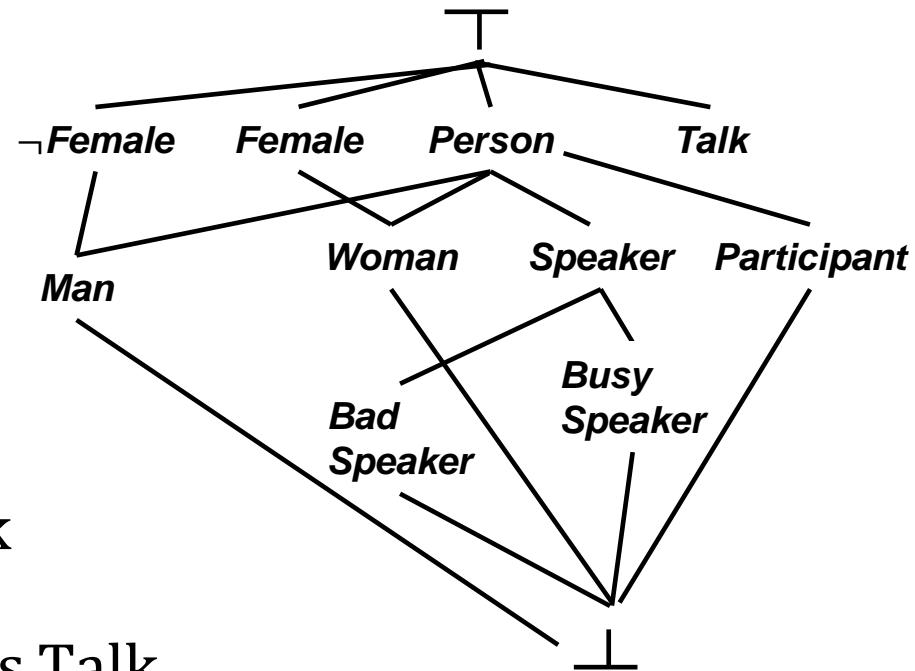 ⊤
¬Female Female Person Talk
Woman Speaker Participant
Man
Busy
Speaker
Bad
Speaker
k
s Talk
⊥